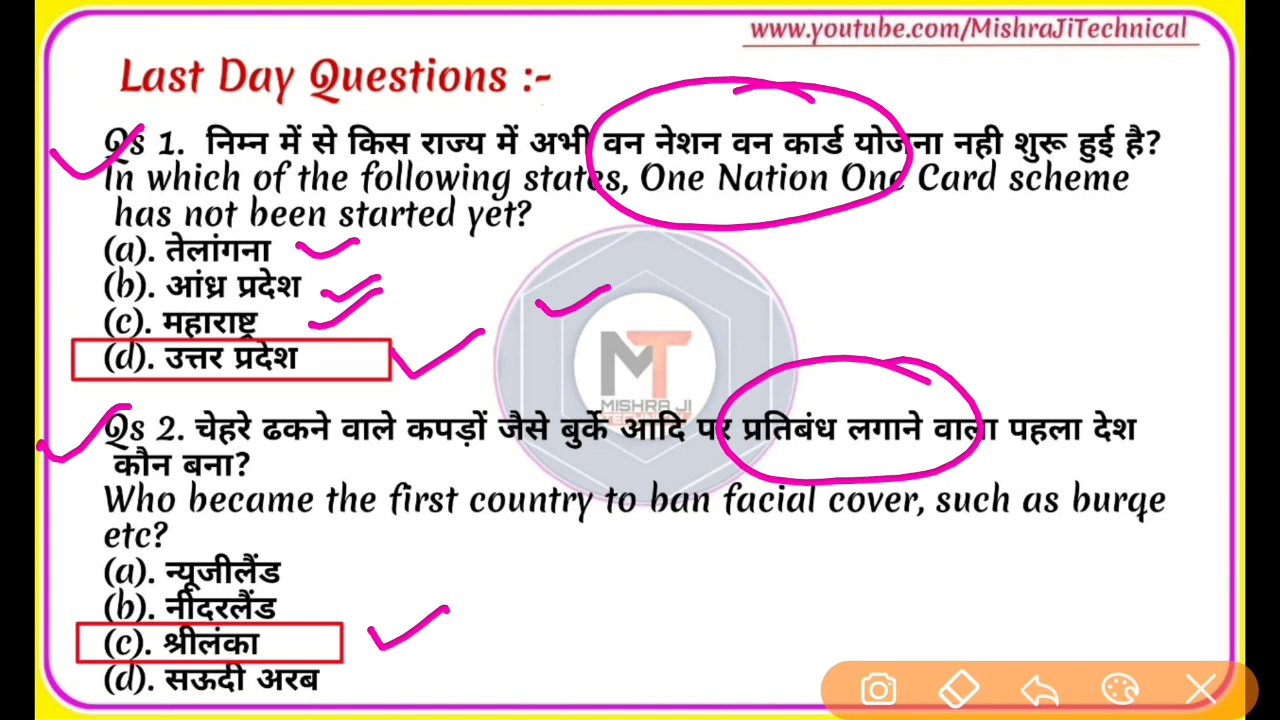 www.youtube.com/MishraJiTechnical
Last Day Questions :-
Qs 1. निम्न में से किस राज्य में अभी वन नेशन वन कार्ड योजना नही शुरू हुई है?
In which of the following states, One Nation One Card scheme
has not been started yet?
(a). तेलांगना
(b). आंध्र प्रदेश
(c). महाराष्ट्र
(d). उत्तर प्रदेश
MT
MISHRA JI
Qs 2. चेहरे ढकने वाले कपड़ों जैसे बुर्के आदि पर प्रतिबंध लगाने वाला पहला देश
कौन बना?
Who became the first country to ban facial cover, such as burqe
etc?
(a). न्यूजीलैंड
(b). नीदरलैंड
(c). श्रीलंका
(d). सऊदी अरब